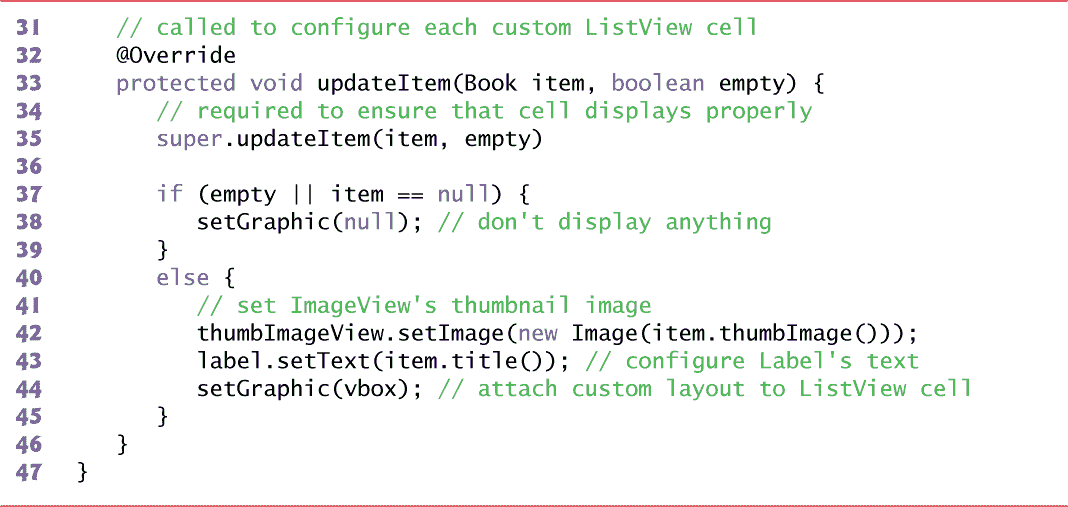 31 // called to configure each custom ListView cell
32 @Override
33 protected void updateItem(Book item, boolean empty) {
34 // required to ensure that cell displays properly
35 super.updateItem(item, empty)
36
37 if (empty || item == null) {
38 setGraphic(null); // don't display anything
39 }
40 else {
41 // set ImageView's thumbnail image
42 thumbImageView.setImage(new Image(item.thumbImage()));
43 label.setText(item.title()); // configure Label's text
44 setGraphic(vbox); // attach custom layout to ListView cell
45 }
46 }
47 }